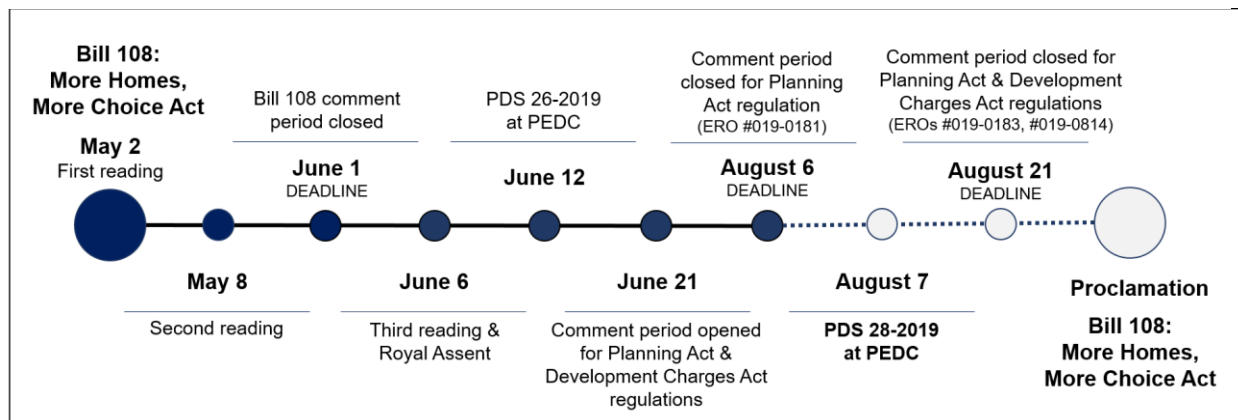 Bill 108:
More Homes,
More Choice Act
May 2
First reading
Bill 108 comment
period closed
June 1
DEADLINE
PDS 26-2019
at PEDC
June 12
Comment period
closed for Planning
Act regulation
(ERO #019-0181)
August 6
DEADLINE
Comment period closed for
Planning Act & Development
Charges Act regulations
(EROs #019-0183, #019-0814)
August 21
DEADLINE
May 8
Second reading
June 6
Third reading &
Royal Assent
June 21
Comment period opened
for Planning Act &
Development Charges Act
regulations
August 7
PDS 28-2019
at PEDC
Proclamation
Bill 108:
More Homes,
More Choice Act